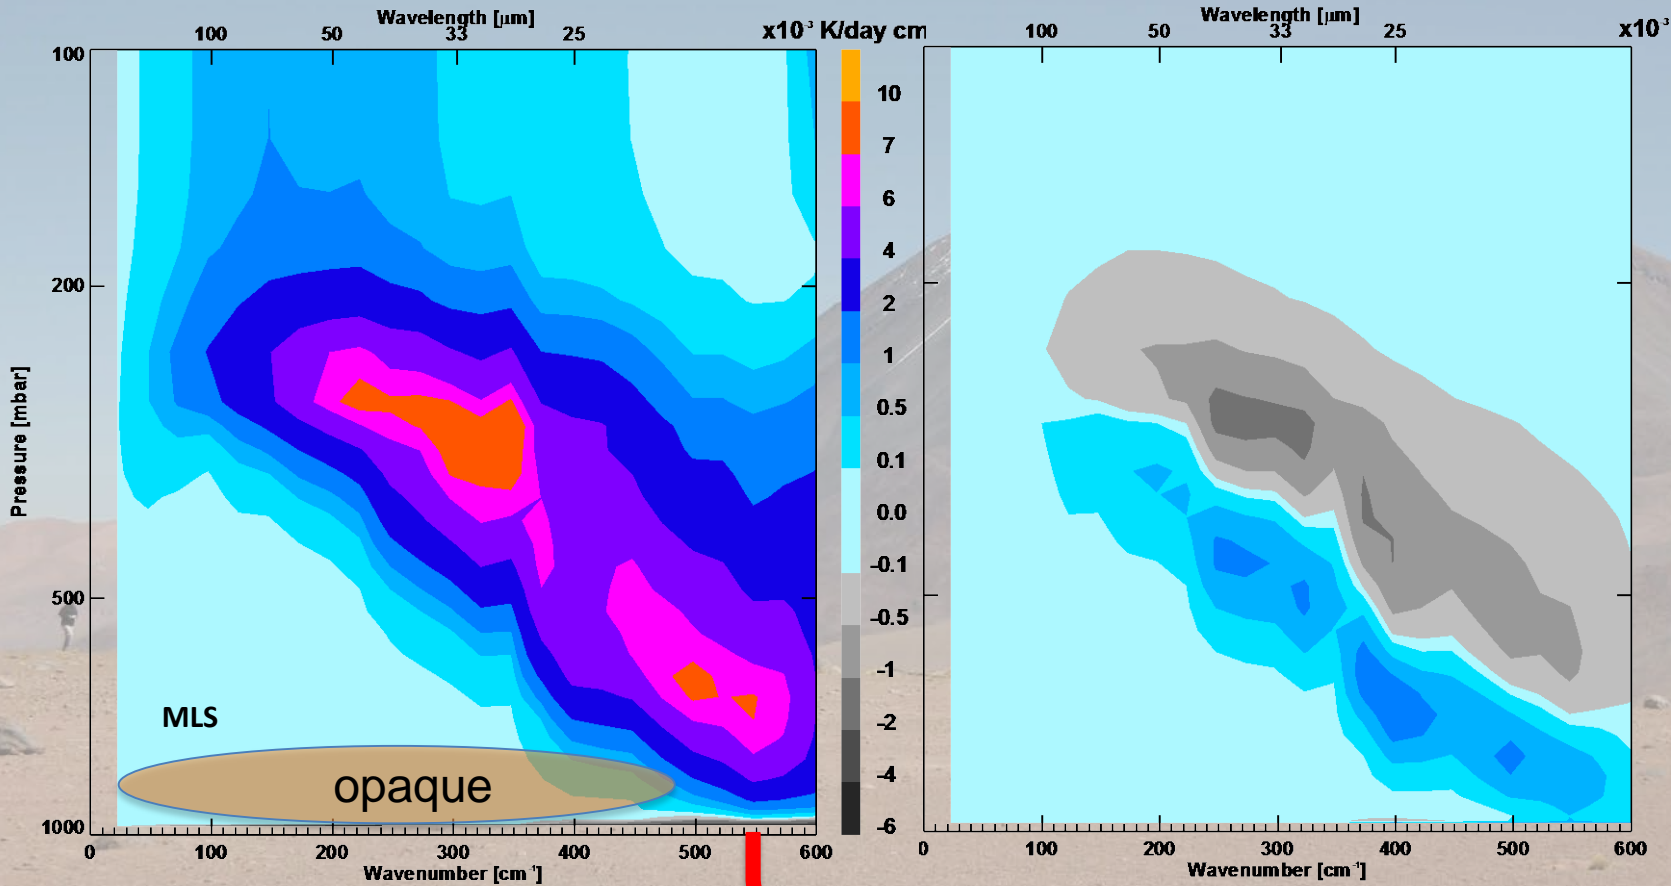 Wavelength [µm]
100 50 33 25 x10⁻³ K/day cm
100
200
500
1000
Pressure [mbar]
MLS
opaque
0 100 200 300 400 500 600
Wavenumber [cm⁻¹]
10
7
6
4
2
1
0.5
0.1
0.0
-0.1
-0.5
-1
-2
-4
-6
Wavelength [µm]
100 50 33 25 x10⁻³
0 100 200 300 400 500 600
Wavenumber [cm⁻¹]